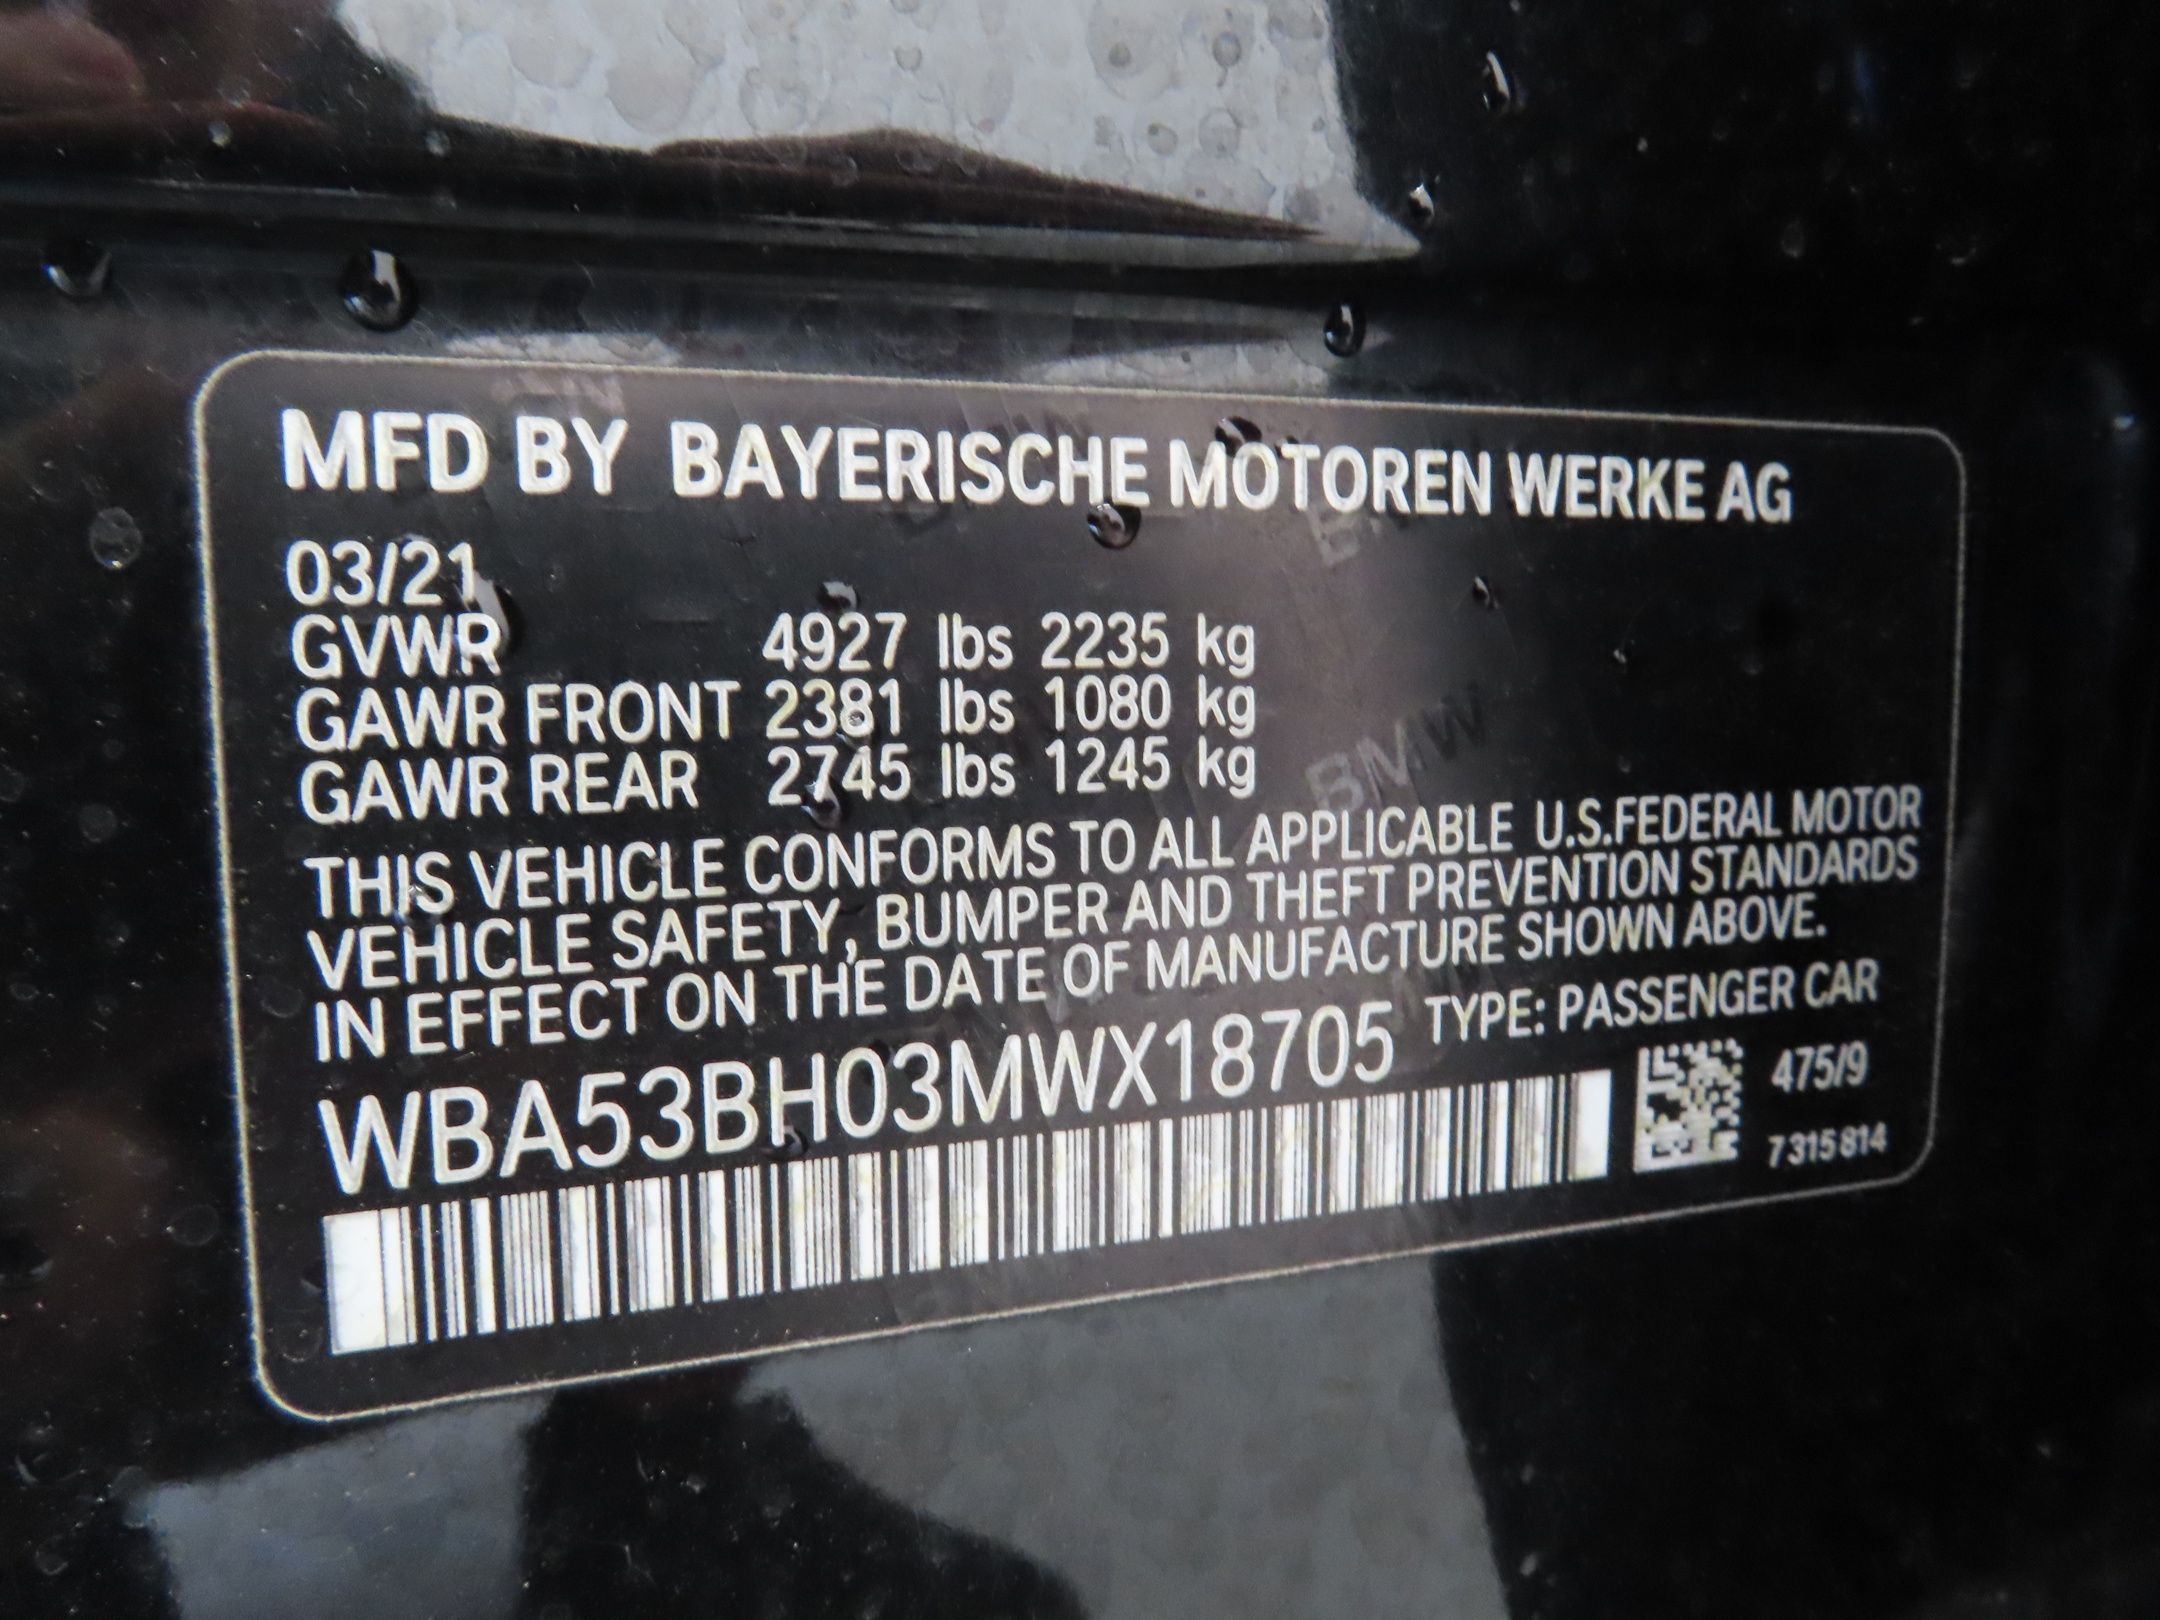 MFD BY BAYERISCHE MOTOREN WERKE AG
03/21
GVWR 4927 lbs 2235 kg
GAWR FRONT 2381 lbs 1080 kg
GAWR REAR 2745 lbs 1245 kg
THIS VEHICLE CONFORMS TO ALL APPLICABLE U.S.FEDERAL MOTOR
VEHICLE SAFETY, BUMPER AND THEFT PREVENTION STANDARDS
IN EFFECT ON THE DATE OF MANUFACTURE SHOWN ABOVE.
WBA53BH03MWX18705 TYPE: PASSENGER CAR
475/9
7315814
BMW